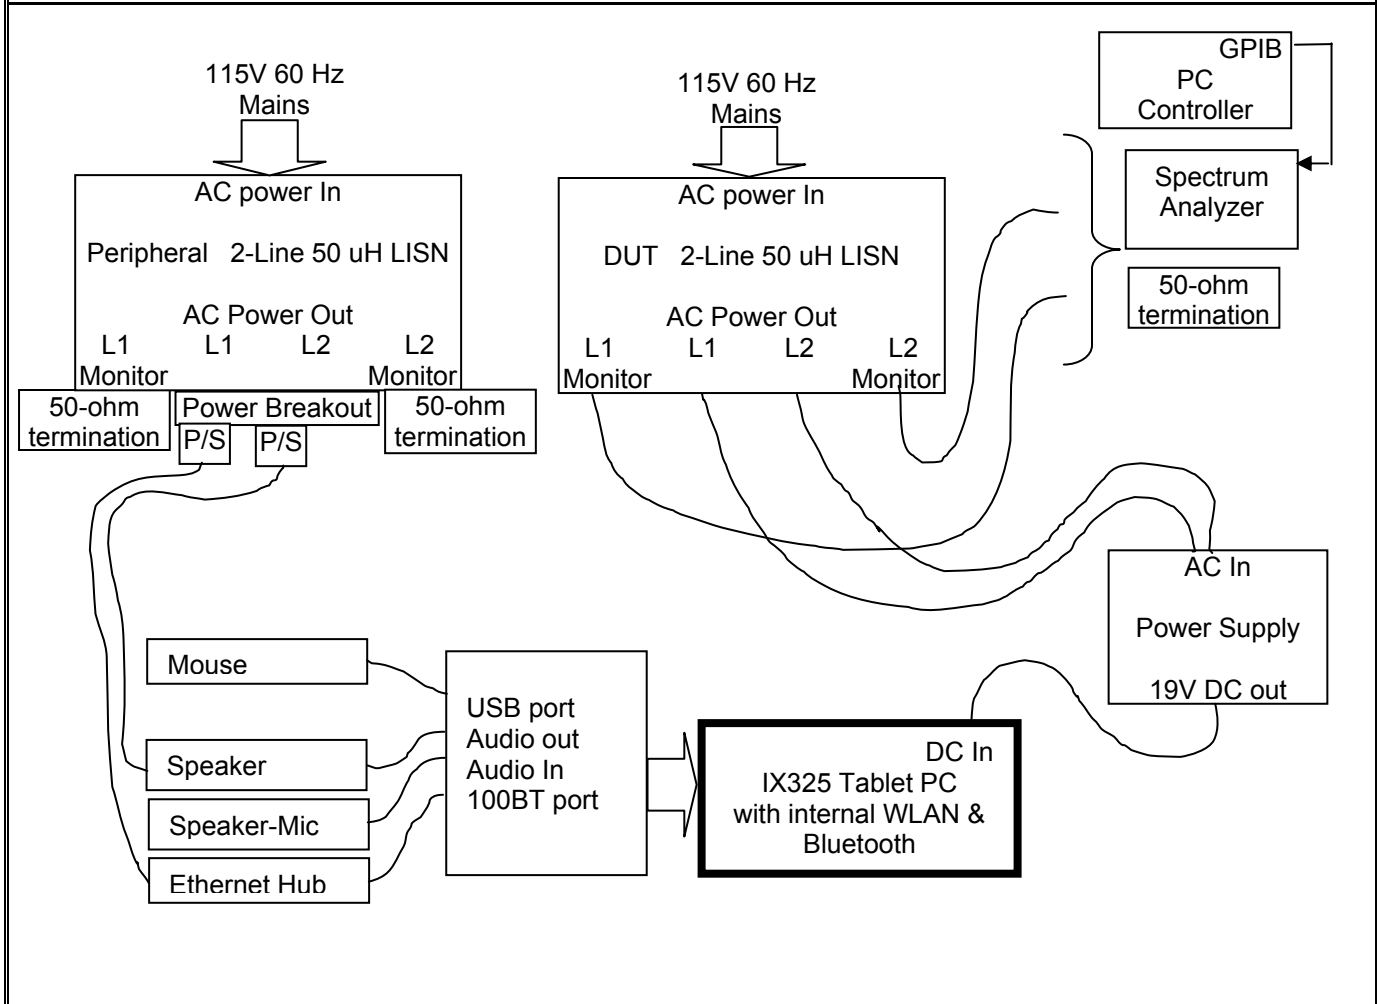 115V 60 Hz
Mains
AC power In
Peripheral 2-Line 50 uH LISN
AC Power Out
L1 L1 L2 L2
Monitor Monitor
50-ohm
termination
Power Breakout
50-ohm
termination
P/S P/S
115V 60 Hz
Mains
AC power In
DUT 2-Line 50 uH LISN
AC Power Out
L1 L1 L2 L2
Monitor Monitor
GPIB
PC
Controller
Spectrum
Analyzer
50-ohm
termination
AC In
Power Supply
19V DC out
Mouse
Speaker
Speaker-Mic
Ethernet Hub
USB port
Audio out
Audio In
100BT port
DC In
IX325 Tablet PC
with internal WLAN &
Bluetooth